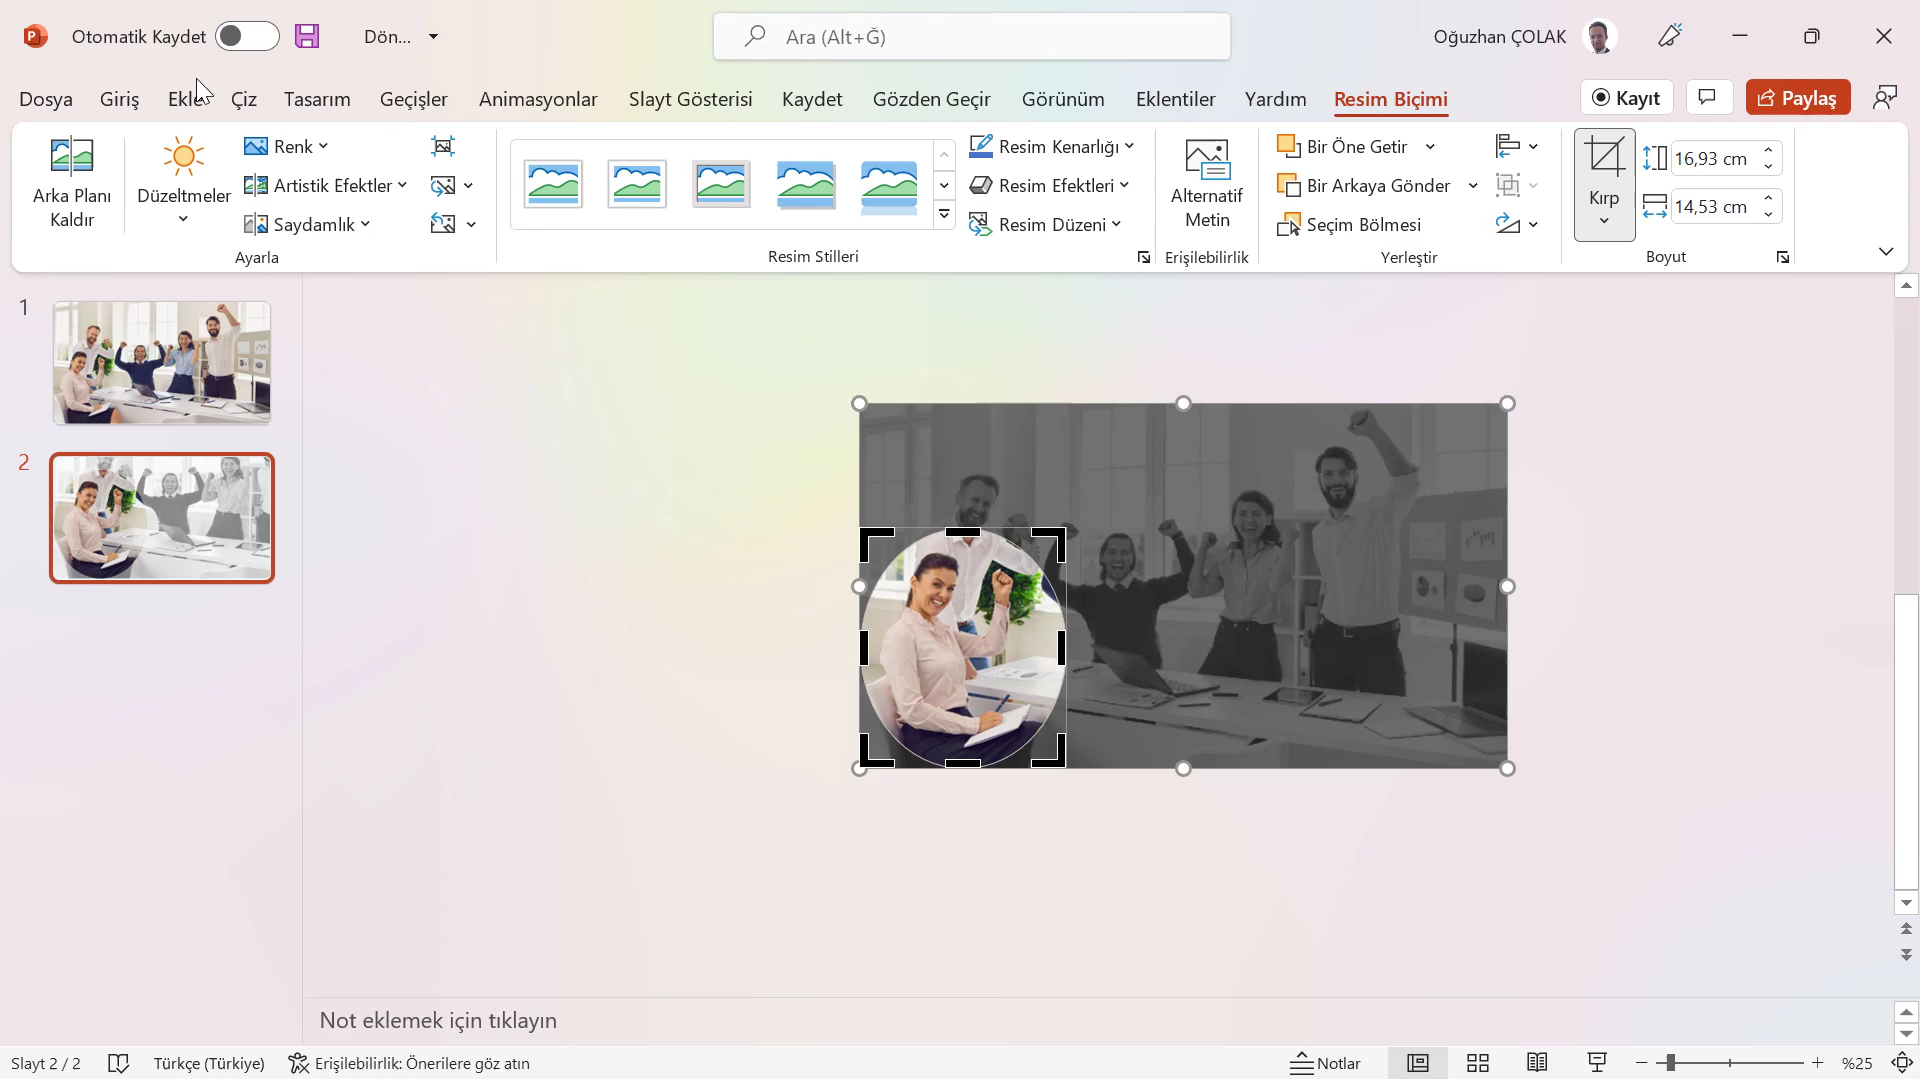 Otomatik Kaydet
Dön...
Ara (Alt+Ğ)
Oğuzhan ÇOLAK
Dosya Giriş Ekle Çiz Tasarım Geçişler Animasyonlar Slayt Gösterisi Kaydet Gözden Geçir Görünüm Eklentiler Yardım Resim Biçimi
Kayıt
Paylaş
Arka Planı
Kaldır
Düzeltmeler
Renk
Artistik Efektler
Saydamlık
Ayarla
Resim Stilleri
Resim Kenarlığı
Resim Efektleri
Resim Düzeni
Alternatif
Metin
Erişilebilirlik
Bir Öne Getir
Bir Arkaya Gönder
Seçim Bölmesi
Yerleştir
Kırp
16,93 cm
14,53 cm
Boyut
1
2
Not eklemek için tıklayın
Slayt 2 / 2
Türkçe (Türkiye)
Erişilebilirlik: Önerilere göz atın
Notlar
%25